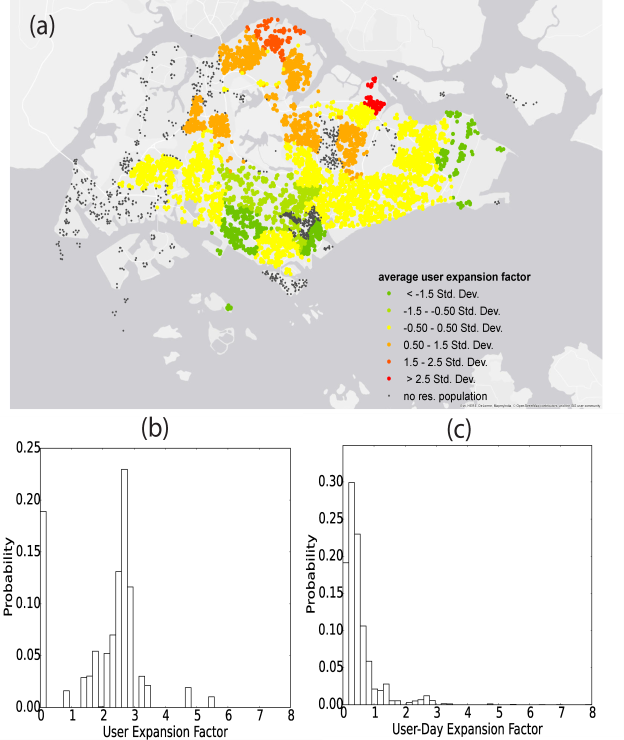 (a)
average user expansion factor
< -1.5 Std. Dev.
-1.5 - -0.50 Std. Dev.
-0.50 - 0.50 Std. Dev.
0.50 - 1.5 Std. Dev.
1.5 - 2.5 Std. Dev.
> 2.5 Std. Dev.
no res. population
(b)
(c)
0.25
0.20
0.15
0.10
0.05
0.00
Probability
0 1 2 3 4 5 6 7 8
User Expansion Factor
0.30
0.25
0.20
0.15
0.10
0.05
0.00
Probability
0 1 2 3 4 5 6 7 8
User-Day Expansion Factor